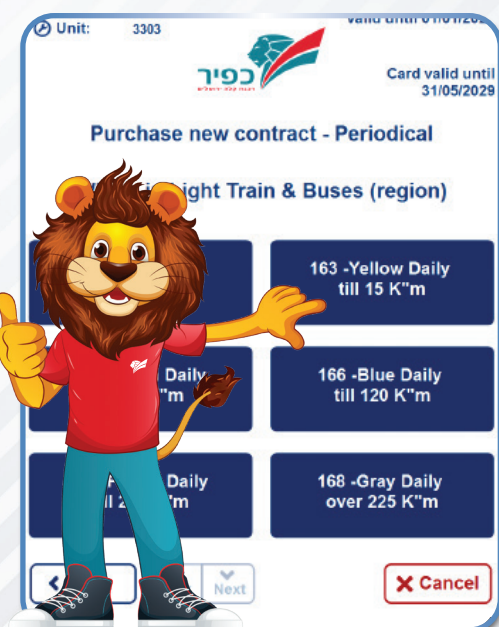 Unit: 3303
Card valid until
31/05/2029
כפיר
Purchase new contract - Periodical
Light Train & Buses (region)
163 -Yellow Daily
till 15 K"m
Daily
"m
166 -Blue Daily
till 120 K"m
Daily
"m
168 -Gray Daily
over 225 K"m
Next
Cancel